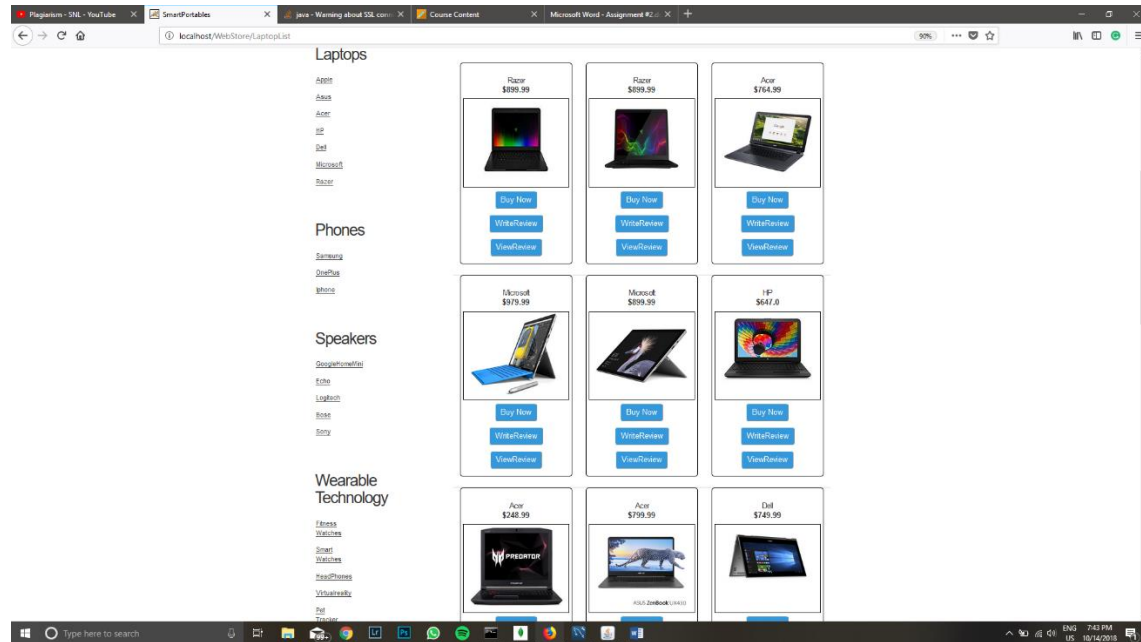 Plagiarism - SNL - YouTube
SmartPortables
java - Warning about SSL conn
Course Content
Microsoft Word - Assignment #2.d
localhost/WebStore/LaptopList
90%
Laptops
Apple
Asus
Acer
HP
Dell
Microsoft
Razer
Phones
Samsung
OnePlus
Iphone
Speakers
GoogleHomeMini
Echo
Logitech
Bose
Sony
Wearable
Technology
Fitness
Watches
Smart
Watches
HeadPhones
Virtualreality
Pet
Tracker
Razer
$899.99
Buy Now
WriteReview
ViewReview
Razer
$899.99
Buy Now
WriteReview
ViewReview
Acer
$764.99
Buy Now
WriteReview
ViewReview
Microsoft
$979.99
Buy Now
WriteReview
ViewReview
Microsoft
$899.99
Buy Now
WriteReview
ViewReview
HP
$647.0
Buy Now
WriteReview
ViewReview
Acer
$248.99
PREDATOR
Acer
$799.99
ASUS ZenBook
Dell
$749.99
Type here to search
ENG
7:43 PM
10/14/2018